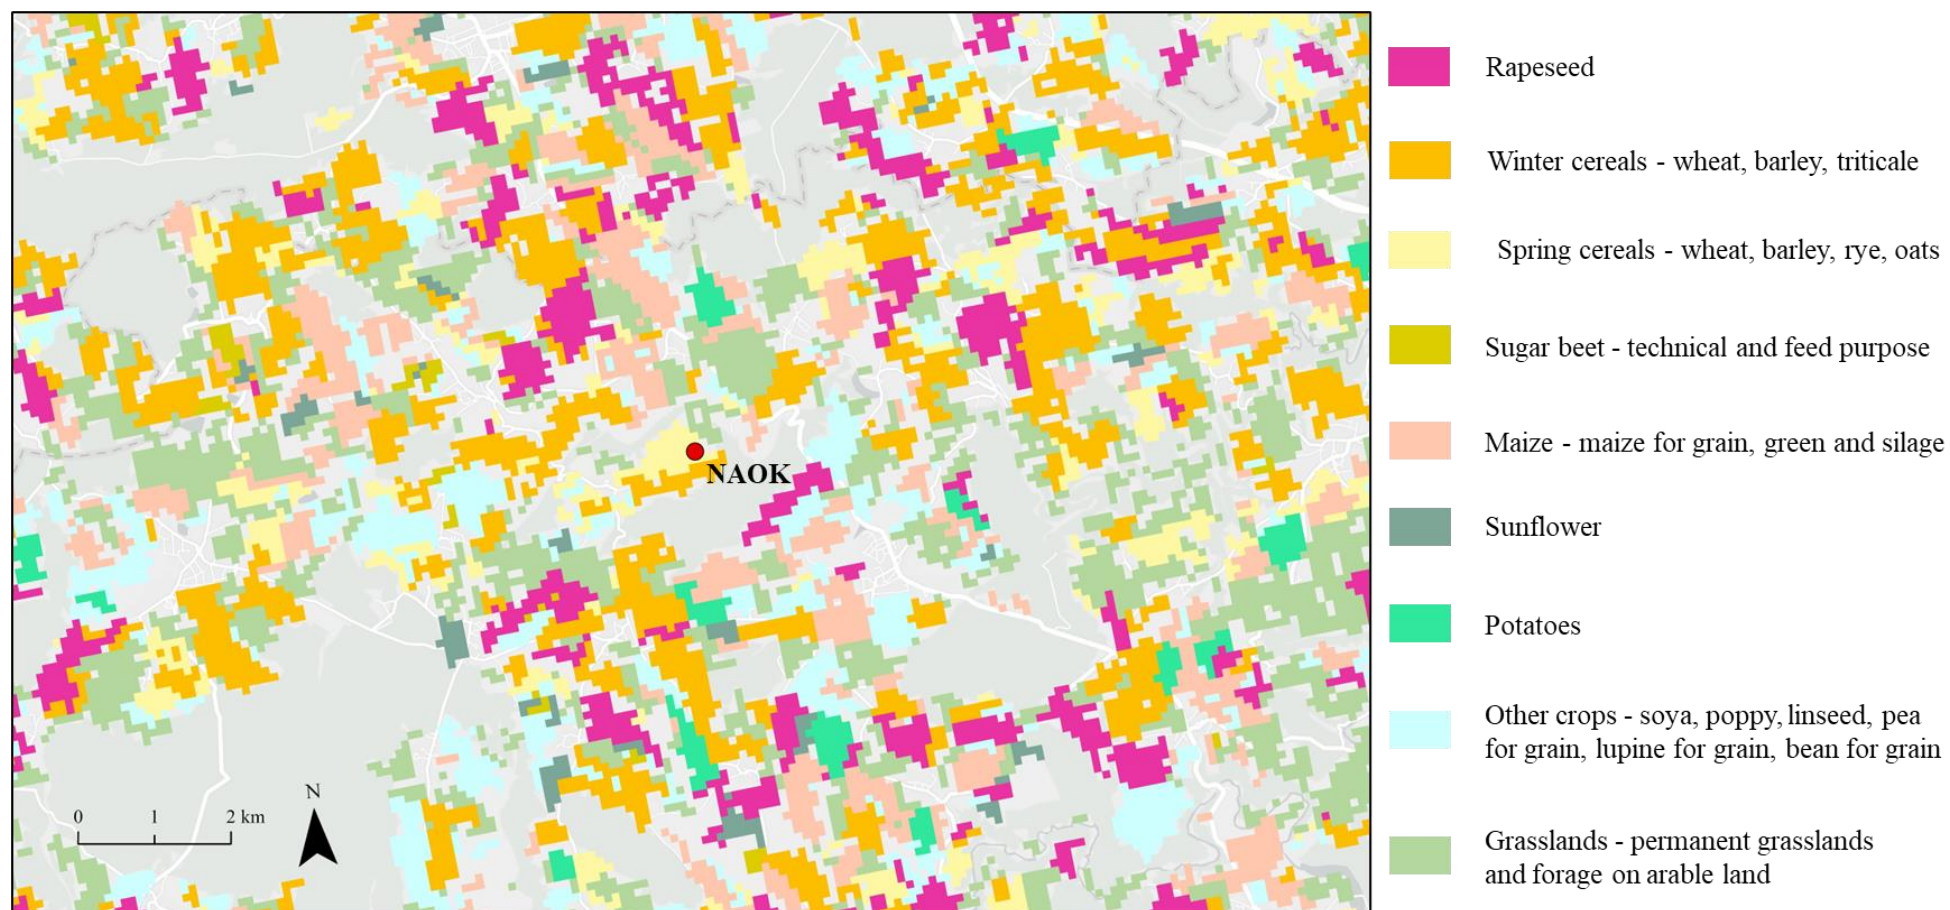 Rapeseed
Winter cereals - wheat, barley, triticale
Spring cereals - wheat, barley, rye, oats
Sugar beet - technical and feed purpose
Maize - maize for grain, green and silage
NAOK
Sunflower
Potatoes
Other crops - soya, poppy, linseed, pea
for grain, lupine for grain, bean for grain
N
0 1 2 km
Grasslands - permanent grasslands
and forage on arable land